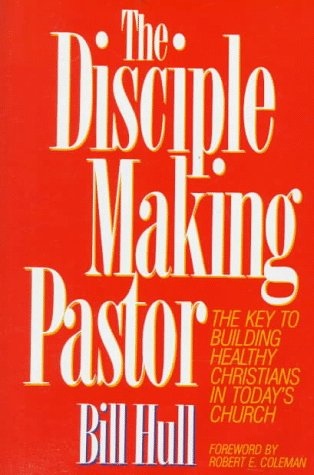 The
Disciple
Making
Pastor
THE KEY TO
BUILDING
HEALTHY
CHRISTIANS
IN TODAY'S
CHURCH
Bill Hull
FOREWORD BY
ROBERT E. COLEMAN